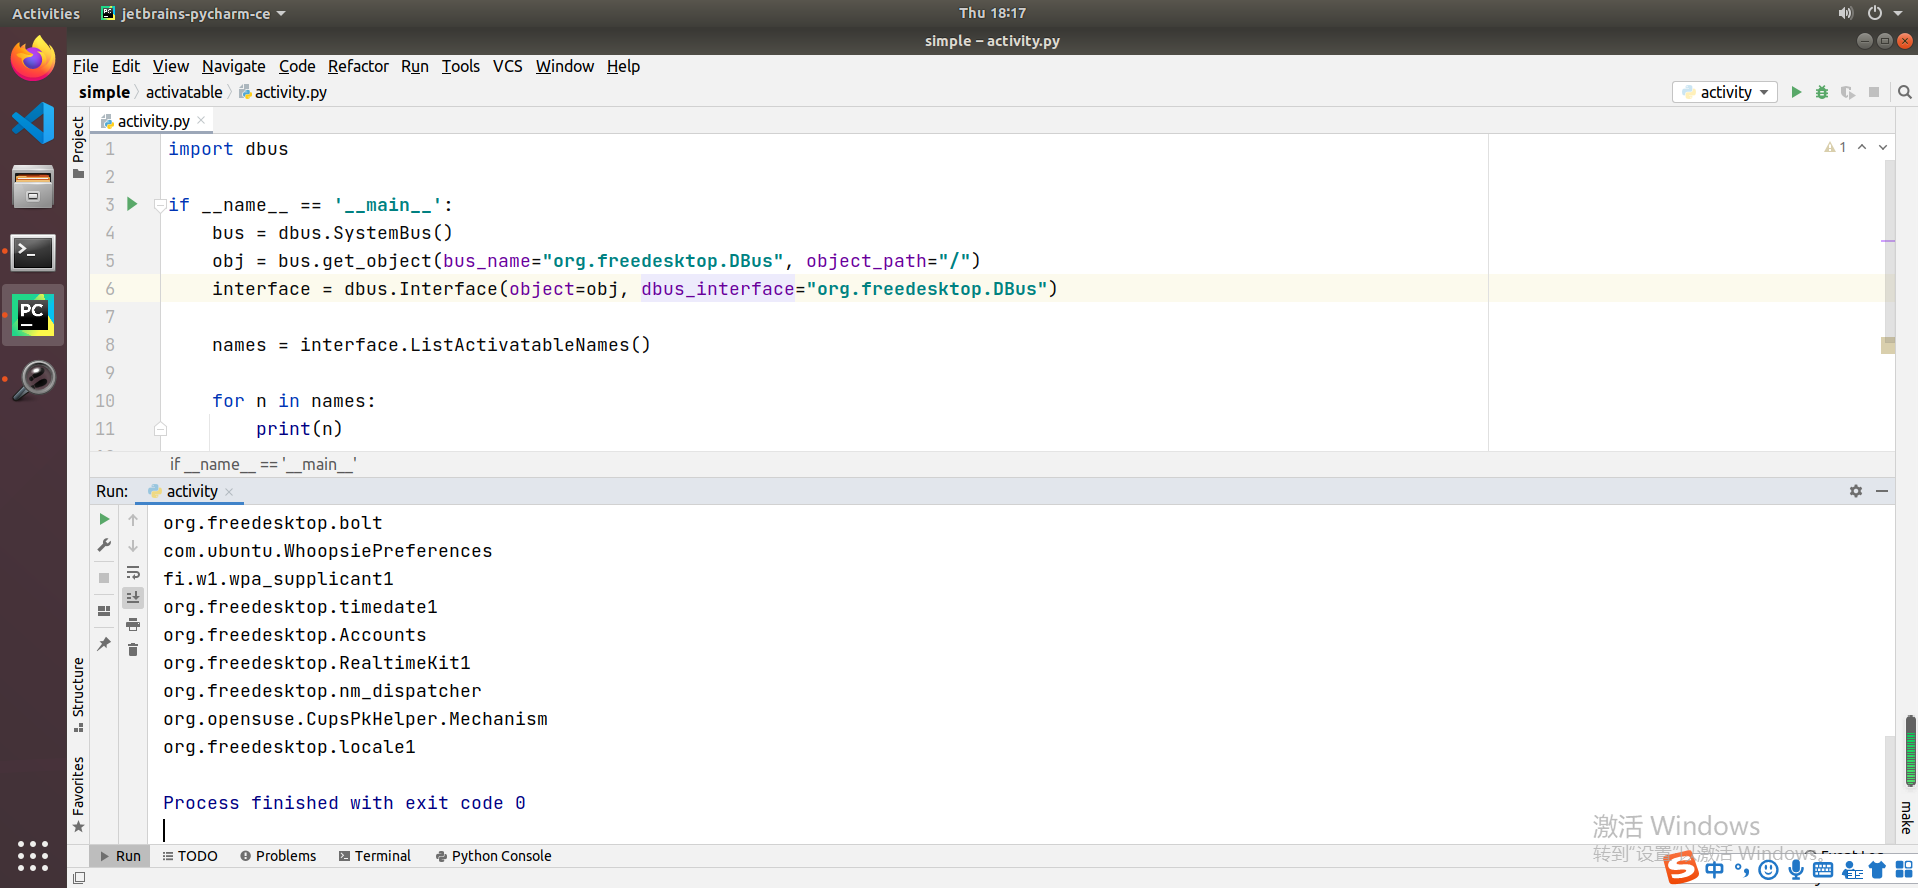 Activities jetbrains-pycharm-ce Thu 18:17
simple – activity.py
File Edit View Navigate Code Refactor Run Tools VCS Window Help
simple activatable activity.py activity
Project
activity.py
1 import dbus 1
2
3 if __name__ == '__main__':
4 bus = dbus.SystemBus()
5 obj = bus.get_object(bus_name="org.freedesktop.DBus", object_path="/")
6 interface = dbus.Interface(object=obj, dbus_interface="org.freedesktop.DBus")
7
8 names = interface.ListActivatableNames()
9
10 for n in names:
11 print(n)
if __name__ == '__main__'
Run: activity
org.freedesktop.bolt
com.ubuntu.WhoopsiePreferences
fi.w1.wpa_supplicant1
org.freedesktop.timedate1
org.freedesktop.Accounts
org.freedesktop.RealtimeKit1
org.freedesktop.nm_dispatcher
org.opensuse.CupsPkHelper.Mechanism
org.freedesktop.locale1
Process finished with exit code 0
Structure
Favorites
make
激活 Windows
转到"设置"以激活 Windows。
Run TODO Problems Terminal Python Console
PC
S 中